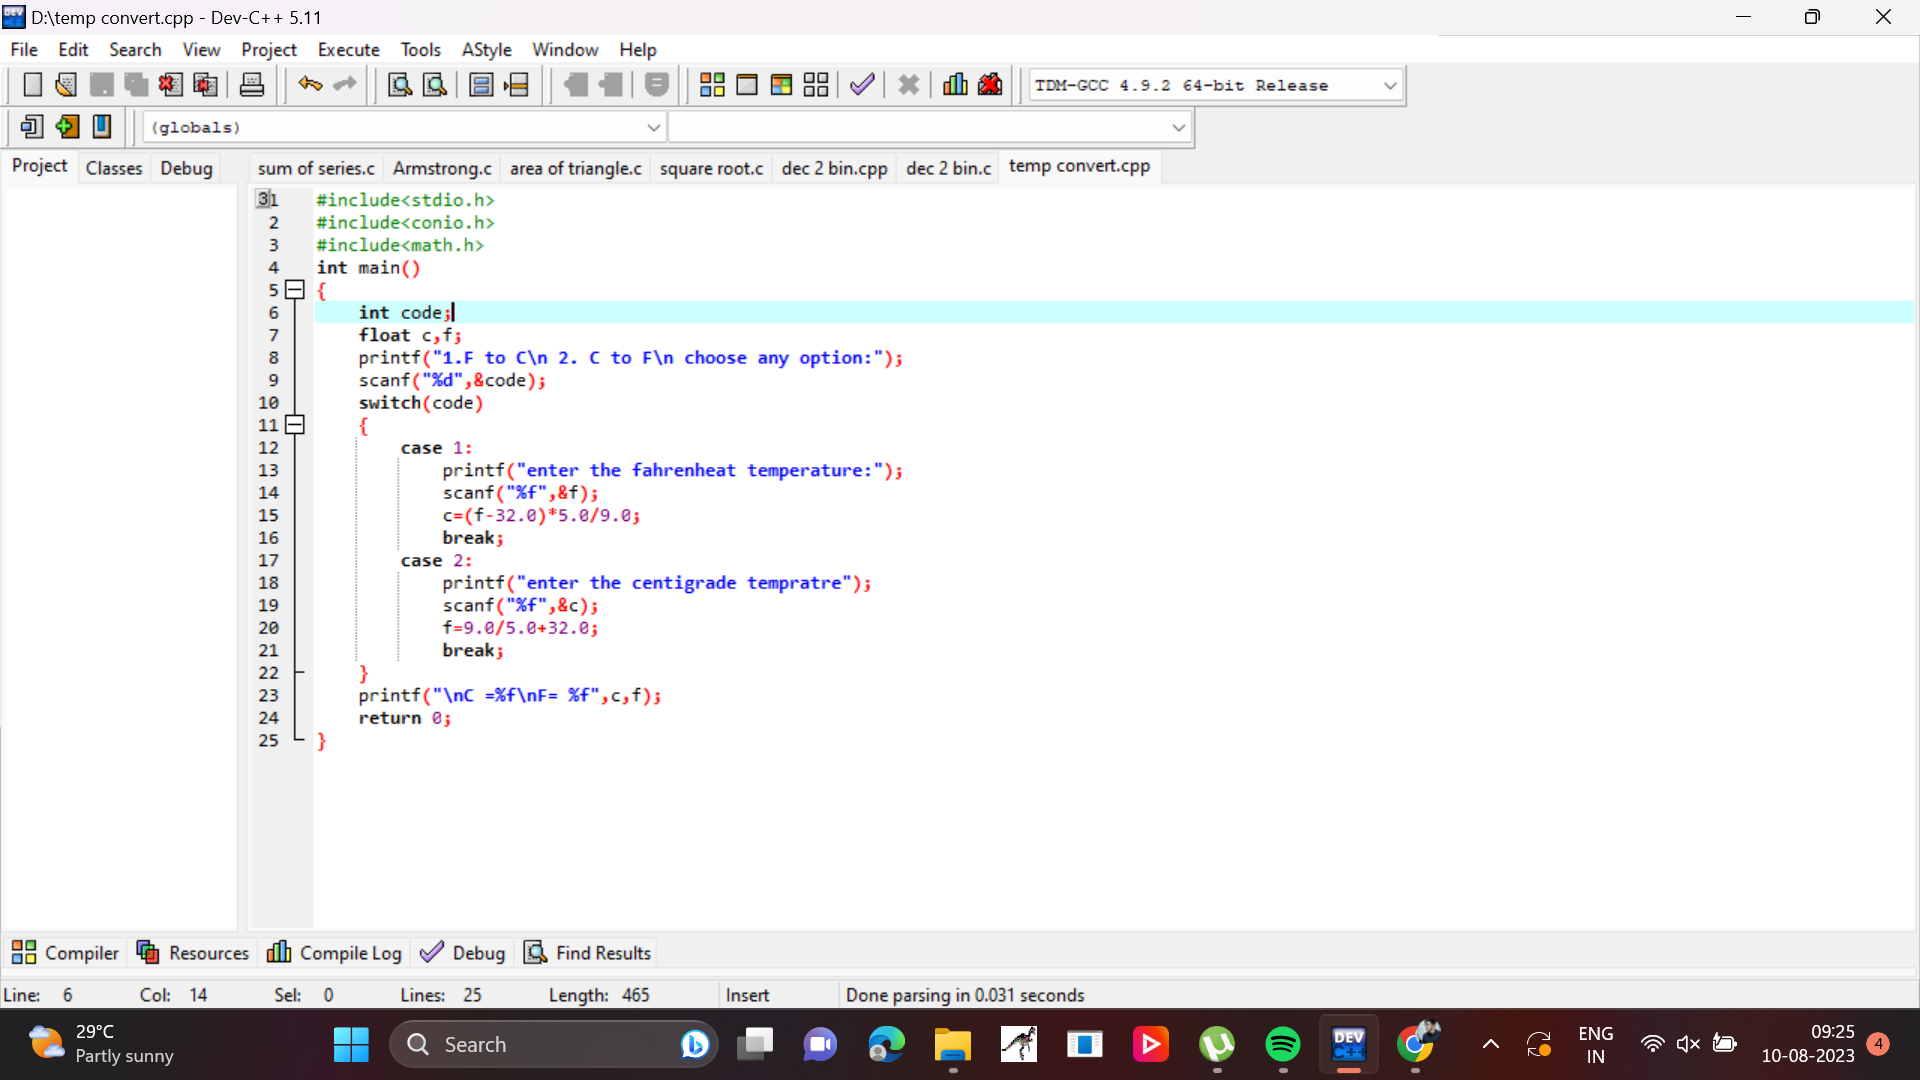 D:\temp convert.cpp - Dev-C++ 5.11
File Edit Search View Project Execute Tools AStyle Window Help
TDM-GCC 4.9.2 64-bit Release
(globals)
Project Classes Debug sum of series.c Armstrong.c area of triangle.c square root.c dec 2 bin.cpp dec 2 bin.c temp convert.cpp
1 #include<stdio.h>
2 #include<conio.h>
3 #include<math.h>
4 int main()
5 {
6 int code;
7 float c,f;
8 printf("1.F to C\n 2. C to F\n choose any option:");
9 scanf("%d",&code);
10 switch(code)
11 {
12 case 1:
13 printf("enter the fahrenheat temperature:");
14 scanf("%f",&f);
15 c=(f-32.0)*5.0/9.0;
16 break;
17 case 2:
18 printf("enter the centigrade tempratre");
19 scanf("%f",&c);
20 f=9.0/5.0+32.0;
21 break;
22 }
23 printf("\nC =%f\nF= %f",c,f);
24 return 0;
25 }
Compiler Resources Compile Log Debug Find Results
Line: 6 Col: 14 Sel: 0 Lines: 25 Length: 465 Insert Done parsing in 0.031 seconds
29°C
Partly sunny
Search
DEV
C++
ENG
IN
09:25
10-08-2023
4